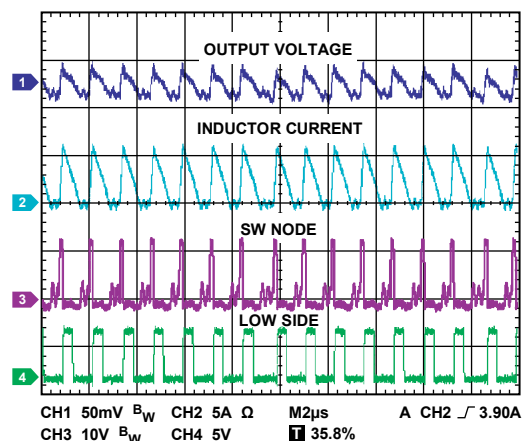 OUTPUT VOLTAGE
1
INDUCTOR CURRENT
2
SW NODE
3
LOW SIDE
4
CH1 50mV BW CH2 5A Ω M2µs A CH2 3.90A
CH3 10V BW CH4 5V T 35.8%